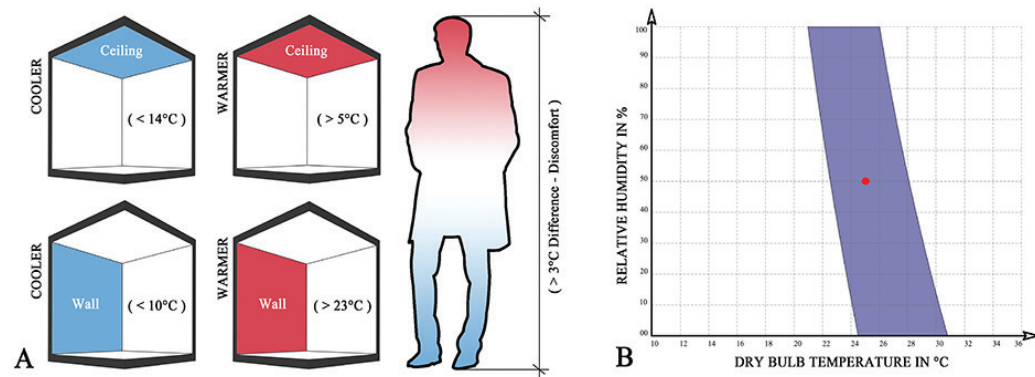 COOLER
Ceiling
( < 14°C )
WARMER
Ceiling
( > 5°C )
COOLER
Wall
( < 10°C )
WARMER
Wall
( > 23°C )
( > 3°C Difference - Discomfort )
A
RELATIVE HUMIDITY IN %
100
90
80
70
60
50
40
30
20
10
00
10 12 14 16 18 20 22 24 26 28 30 32 34 36
DRY BULB TEMPERATURE IN °C
B